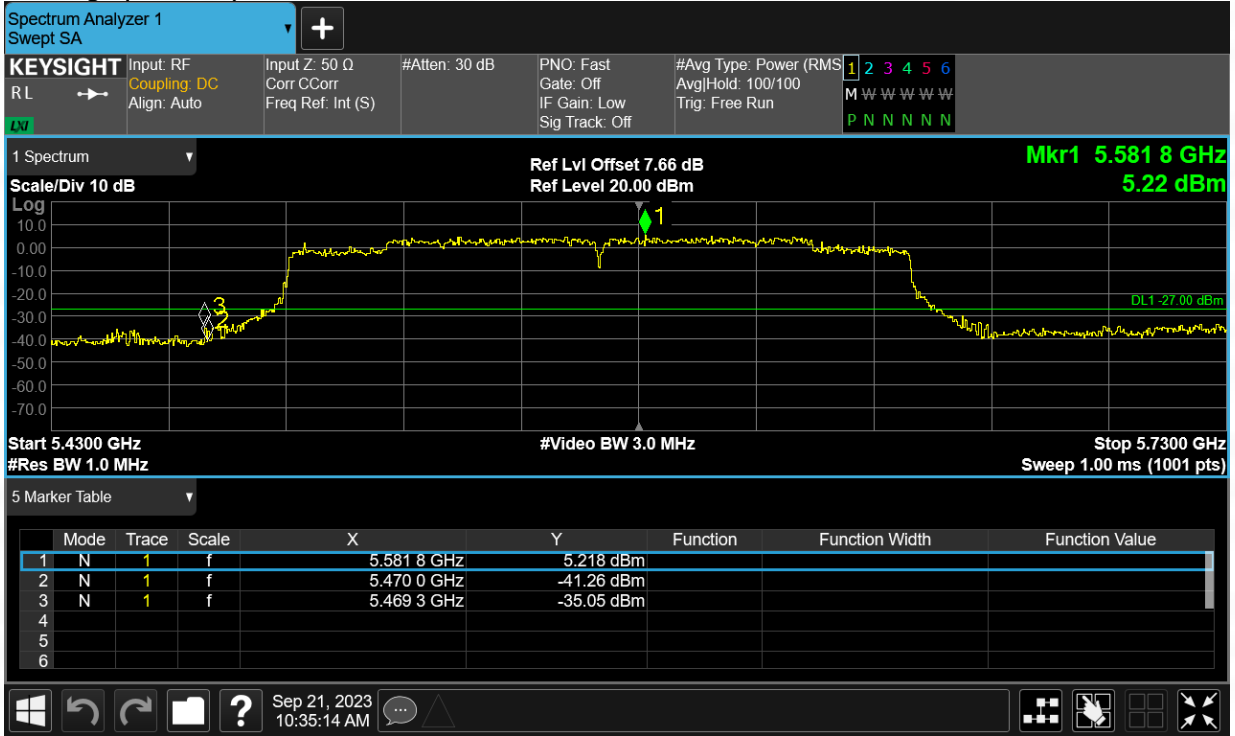 Spectrum Analyzer 1
Swept SA
KEYSIGHT
R L
LXI
Input: RF
Coupling: DC
Align: Auto
Input Z: 50 Ω
Corr CCorr
Freq Ref: Int (S)
#Atten: 30 dB
PNO: Fast
Gate: Off
IF Gain: Low
Sig Track: Off
#Avg Type: Power (RMS
Avg|Hold: 100/100
Trig: Free Run
1 2 3 4 5 6
M W W W W W
P N N N N N
1 Spectrum
Scale/Div 10 dB
Ref Lvl Offset 7.66 dB
Ref Level 20.00 dBm
Mkr1 5.581 8 GHz
5.22 dBm
Log
10.0
0.00
-10.0
-20.0
-30.0
-40.0
-50.0
-60.0
-70.0
1
3
2
DL1 -27.00 dBm
Start 5.4300 GHz
#Res BW 1.0 MHz
#Video BW 3.0 MHz
Stop 5.7300 GHz
Sweep 1.00 ms (1001 pts)
5 Marker Table
Mode Trace Scale X Y Function Function Width Function Value
1 N 1 f 5.581 8 GHz 5.218 dBm
2 N 1 f 5.470 0 GHz -41.26 dBm
3 N 1 f 5.469 3 GHz -35.05 dBm
4
5
6
?
Sep 21, 2023
10:35:14 AM